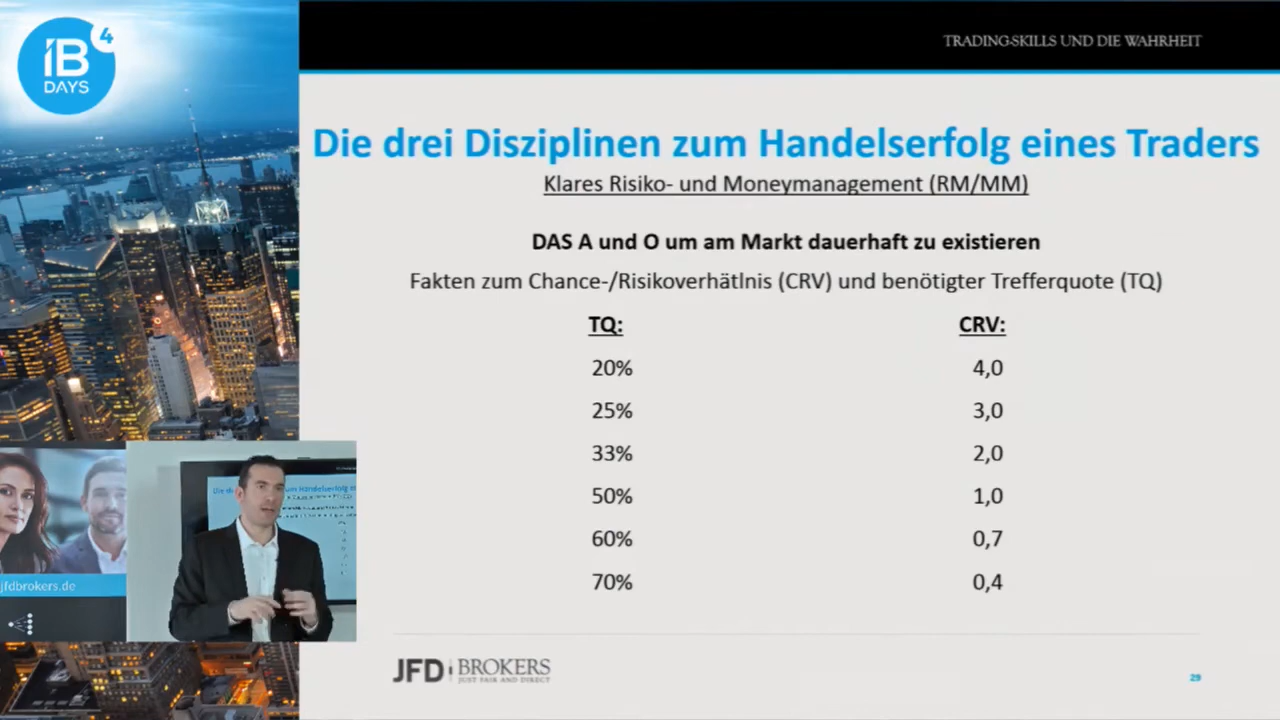 4
IB
DAYS
TRADING-SKILLS UND DIE WAHRHEIT
Die drei Disziplinen zum Handelserfolg eines Traders
Klares Risiko- und Moneymanagement (RM/MM)
DAS A und O um am Markt dauerhaft zu existieren
Fakten zum Chance-/Risikoverhätlnis (CRV) und benötigter Trefferquote (TQ)
TQ: CRV:
20% 4,0
25% 3,0
33% 2,0
50% 1,0
60% 0,7
70% 0,4
jfdbrokers.de
JFD BROKERS
JUST FAIR AND DIRECT
29